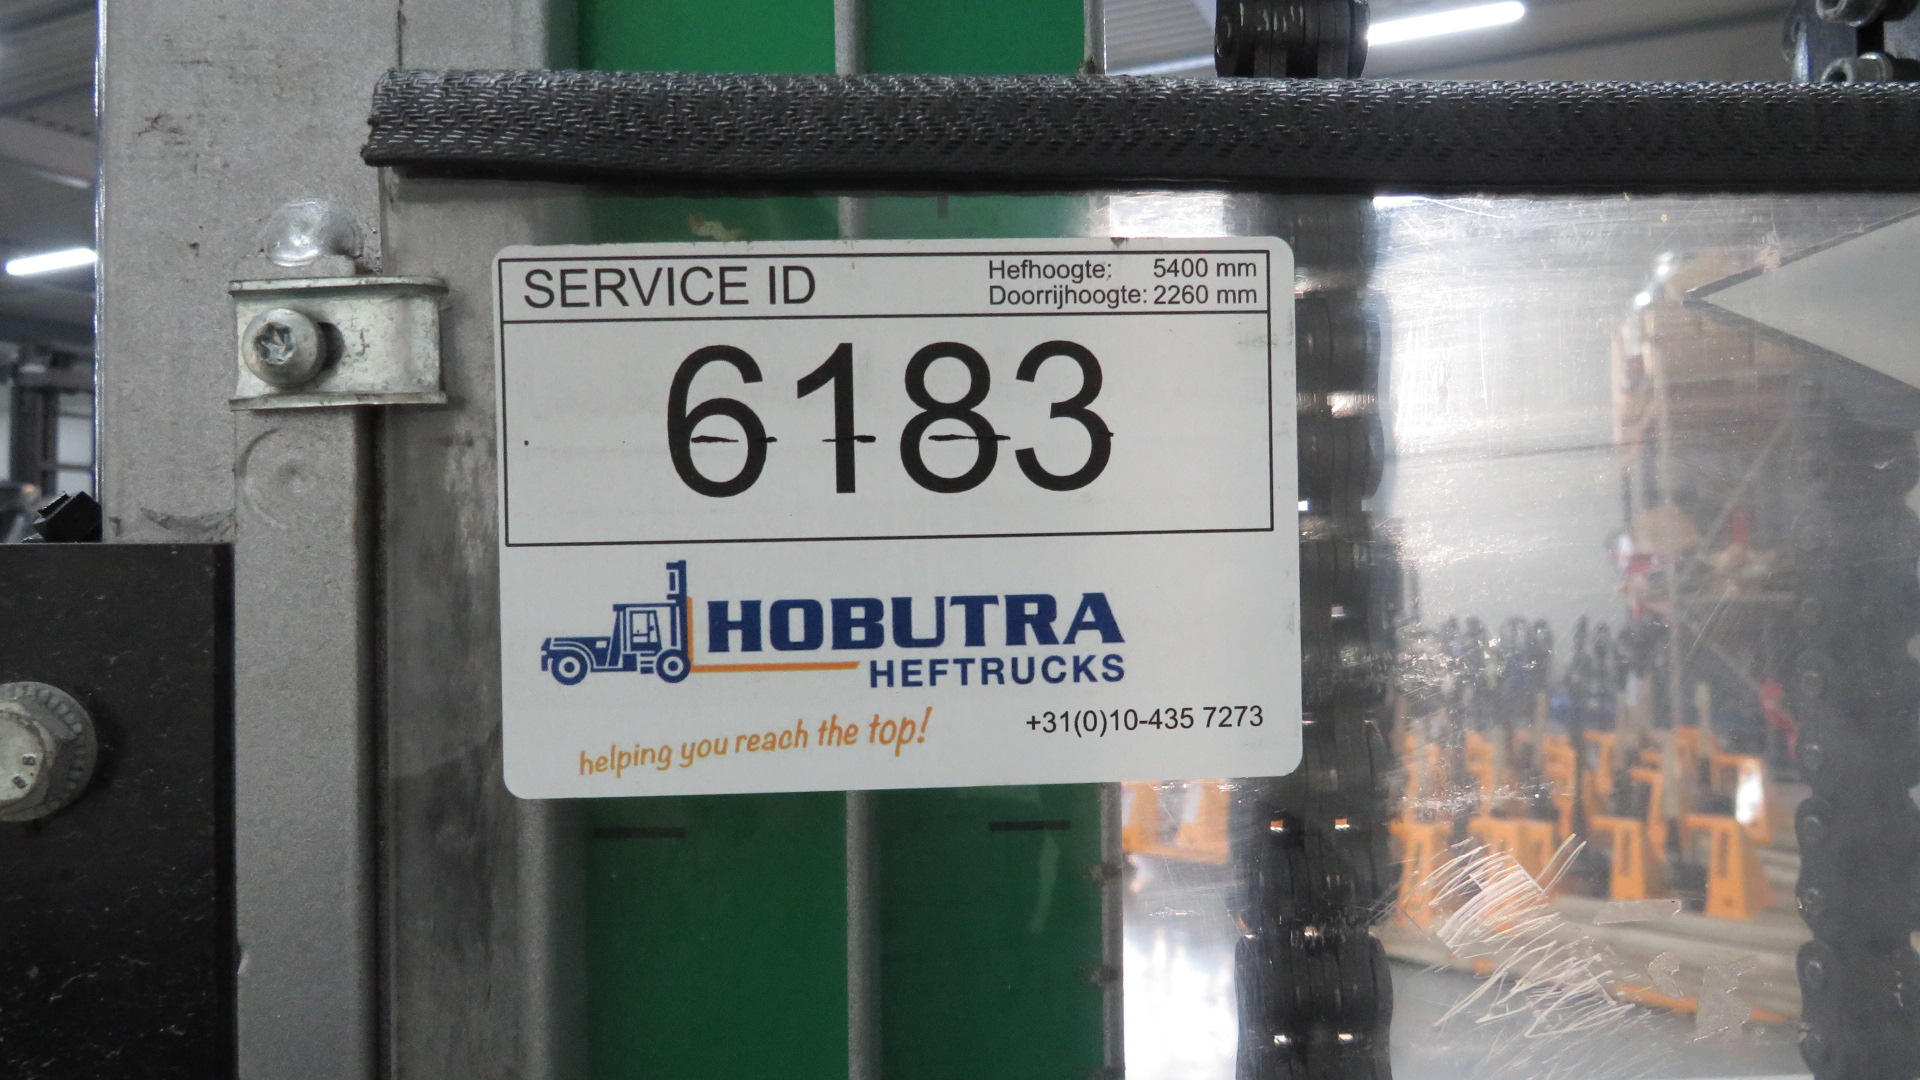 SERVICE ID
Hefhoogte: 5400 mm
Doorrijhoogte: 2260 mm
6183
HOBUTRA
HEFTRUCKS
helping you reach the top!
+31(0)10-435 7273